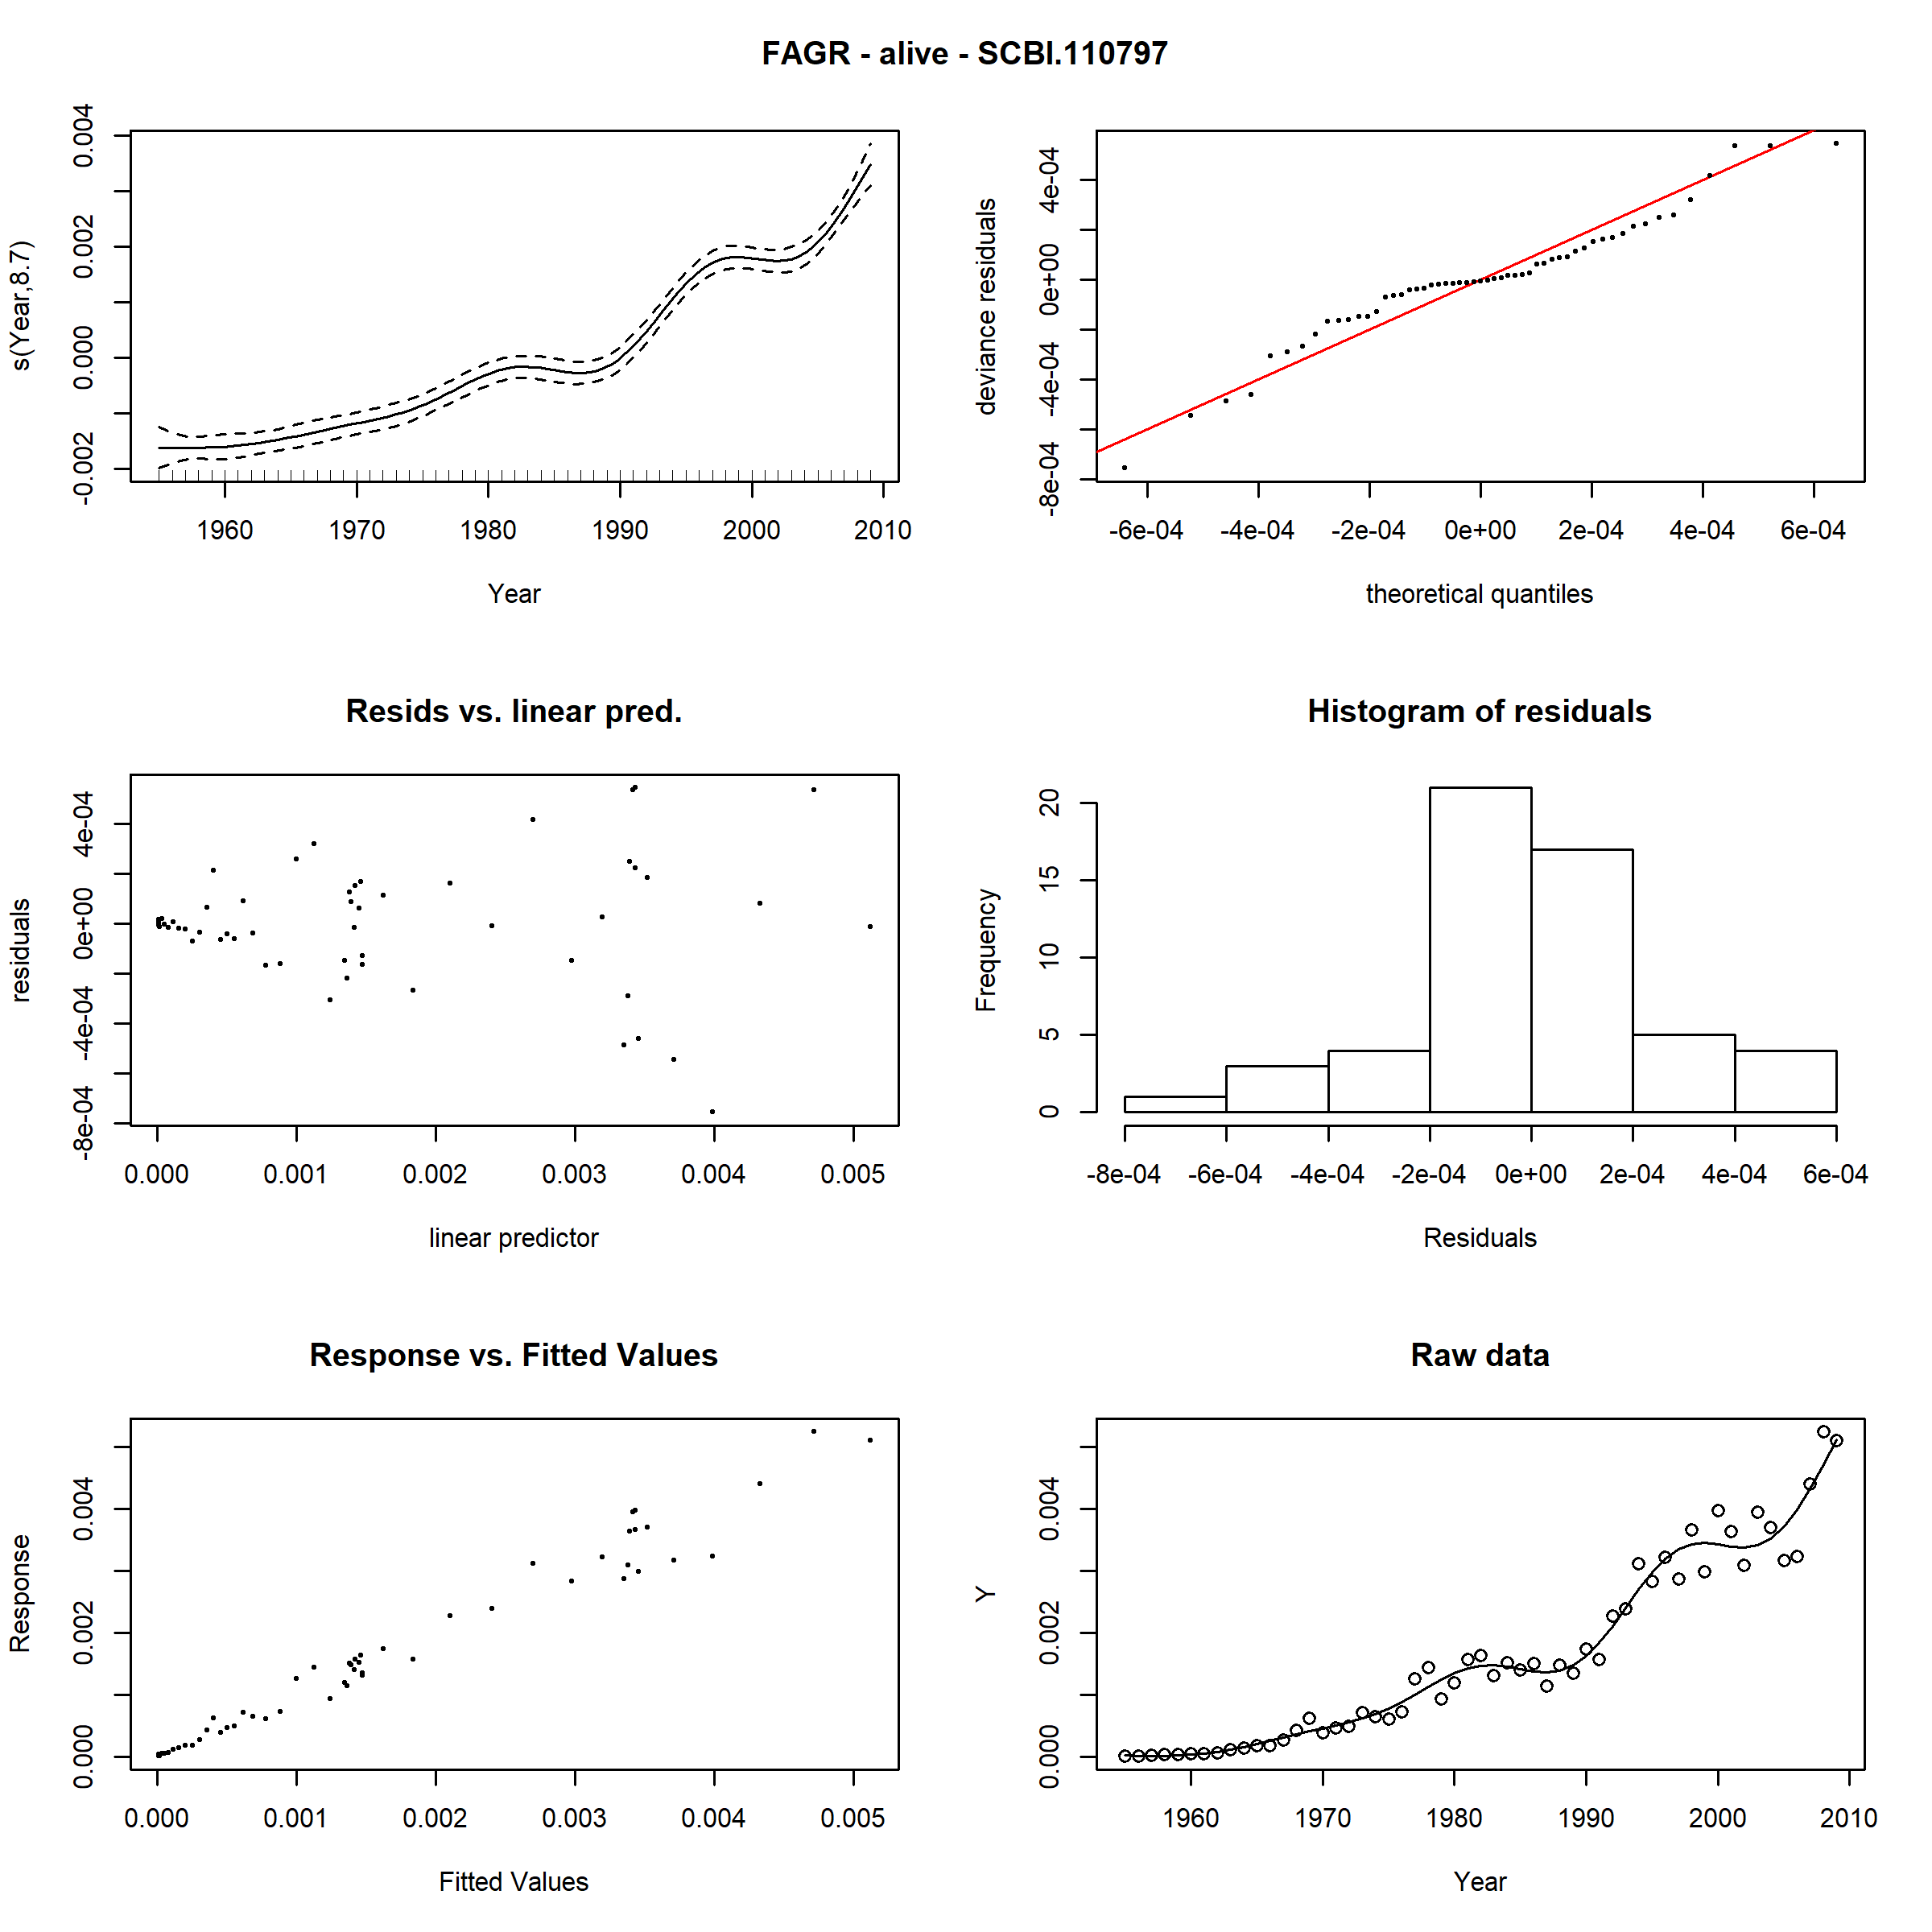 FAGR - alive - SCBI.110797
s(Year,8.7)
-0.002 0.000 0.002 0.004
1960 1970 1980 1990 2000 2010
Year
deviance residuals
-8e-04 -4e-04 0e+00 4e-04
-6e-04 -4e-04 -2e-04 0e+00 2e-04 4e-04 6e-04
theoretical quantiles
Resids vs. linear pred.
residuals
-8e-04 -4e-04 0e+00 4e-04
0.000 0.001 0.002 0.003 0.004 0.005
linear predictor
Histogram of residuals
Frequency
0 5 10 15 20
-8e-04 -6e-04 -4e-04 -2e-04 0e+00 2e-04 4e-04 6e-04
Residuals
Response vs. Fitted Values
Response
0.000 0.002 0.004
0.000 0.001 0.002 0.003 0.004 0.005
Fitted Values
Raw data
Y
0.000 0.002 0.004
1960 1970 1980 1990 2000 2010
Year